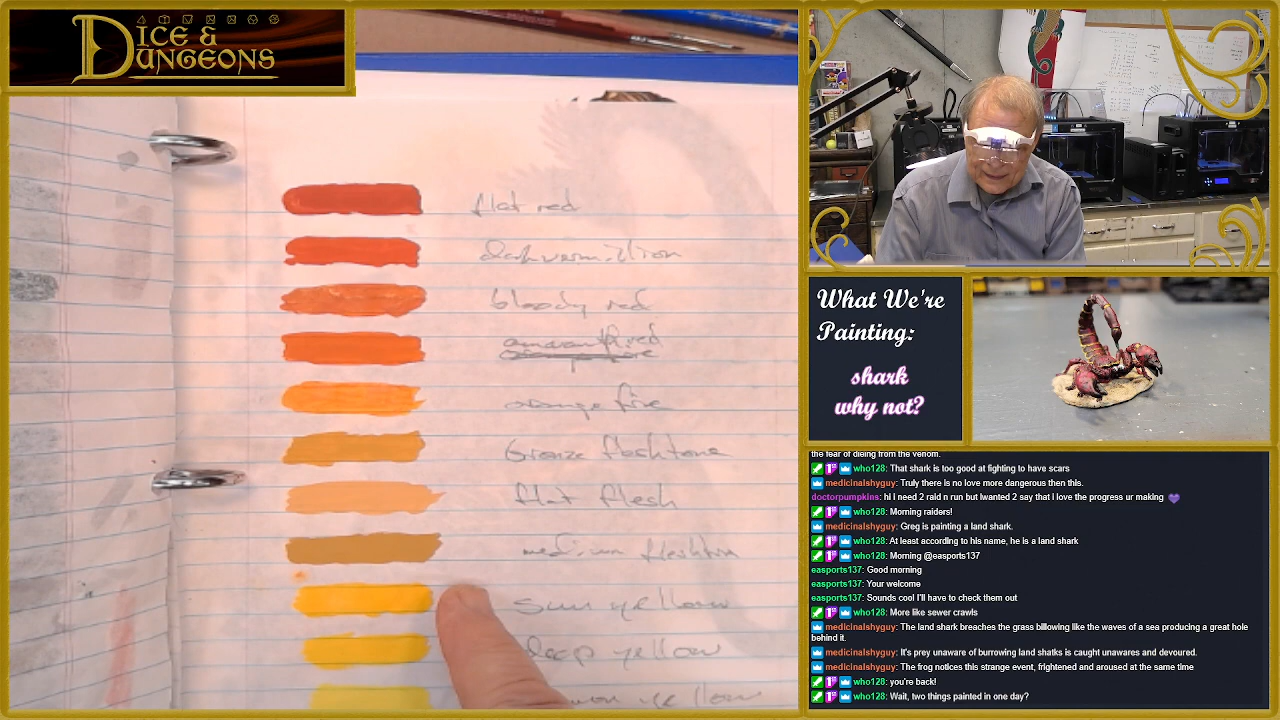 DICE &
DUNGEONS
flat red
dark vermilion
bloody red
amaranth red
orange fire
bronze fleshtone
flat flesh
medium fleshtone
sun yellow
deep yellow
yellow
What We're
Painting:
shark
why not?
the fear of dieing from the venom.
who128: That shark is too good at fighting to have scars
medicinalshyguy: Truly there is no love more dangerous then this.
doctorpumpkins: hi i need 2 raid n run but Iwanted 2 say that i love the progress ur making
who128: Morning raiders!
medicinalshyguy: Greg is painting a land shark.
who128: At least according to his name, he is a land shark
who128: Morning @easports137
easports137: Good morning
easports137: Your welcome
easports137: Sounds cool I'll have to check them out
who128: More like sewer crawls
medicinalshyguy: The land shark breaches the grass billowing like the waves of a sea producing a great hole
behind it.
medicinalshyguy: It's prey unaware of burrowing land shatks is caught unawares and devoured.
medicinalshyguy: The frog notices this strange event, frightened and aroused at the same time
who128: you're back!
who128: Wait, two things painted in one day?